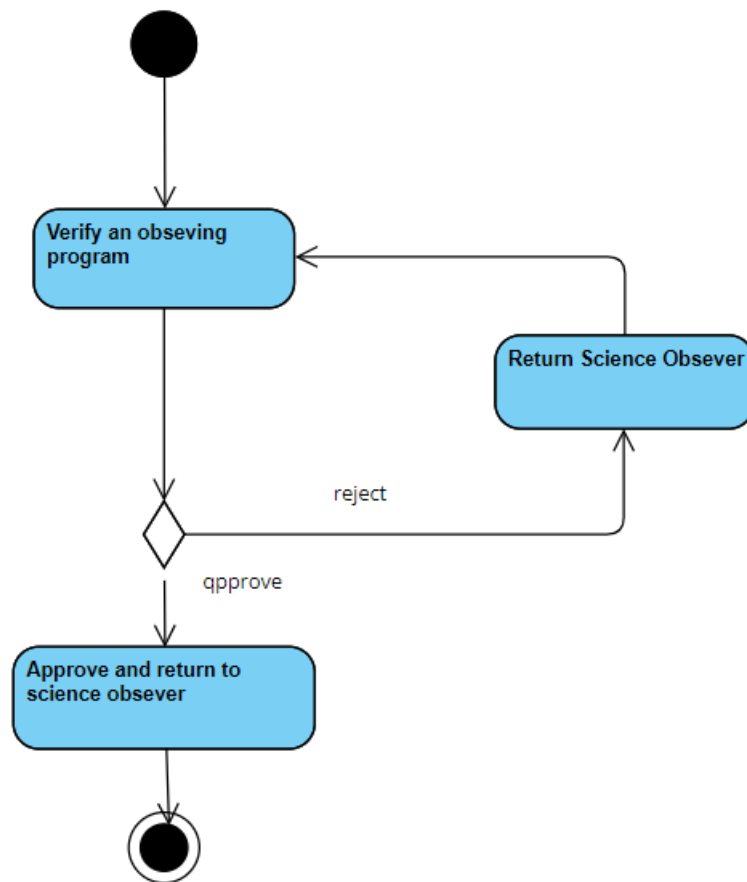 Verify an obseving
program
Return Science Obsever
reject
qpprove
Approve and return to
science obsever